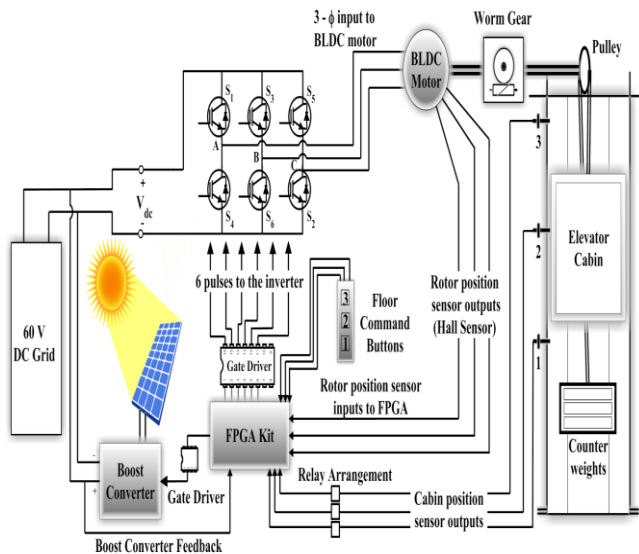 3 - ϕ input to
BLDC motor
Worm Gear
Pulley
BLDC
Motor
S1
S3
S5
A
B
C
3
+
Vdc
-
S4
S6
S2
2
Elevator
Cabin
6 pulses to the inverter
3
2
1
Floor
Command
Buttons
Rotor position
sensor outputs
(Hall Sensor)
1
60 V
DC Grid
Gate Driver
Rotor position sensor
inputs to FPGA
FPGA Kit
Counter
weights
-
+
Boost
Converter
Gate Driver
Relay Arrangement
Cabin position
sensor outputs
Boost Converter Feedback